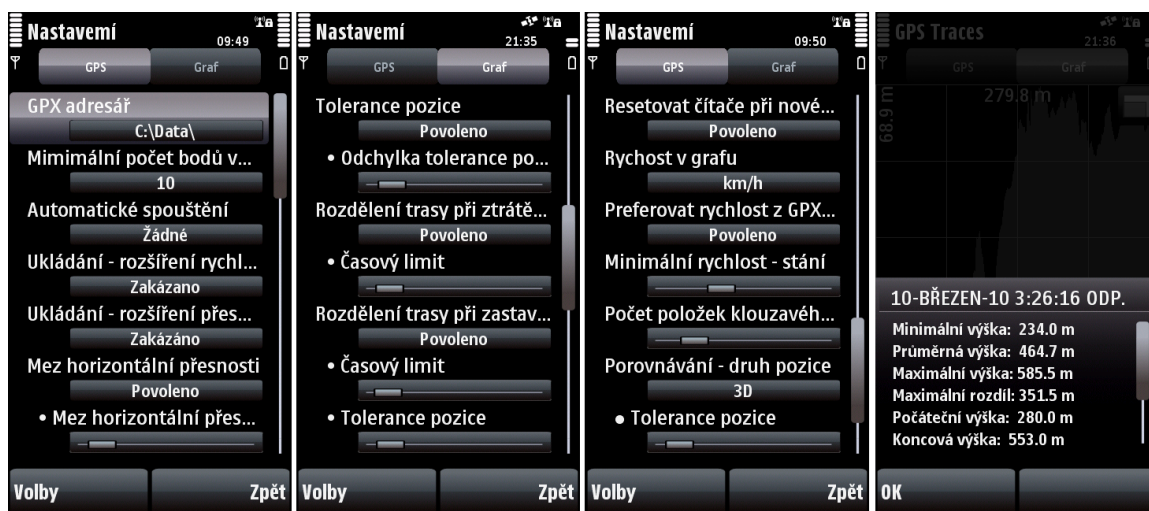 Nastavemí
09:49
GPS Graf
GPX adresář
C:\Data\
Mimimální počet bodů v...
10
Automatické spouštění
Žádné
Ukládání - rozšíření rychl...
Zakázano
Ukládání - rozšíření přes...
Zakázáno
Mez horizontální přesnosti
Povoleno
• Mez horizontální přes...
Volby Zpět
Nastavemí
21:35
GPS Graf
Tolerance pozice
Povoleno
• Odchylka tolerance po...
Rozdělení trasy při ztrátě...
Povoleno
• Časový limit
Rozdělení trasy při zastav...
Povoleno
• Časový limit
• Tolerance pozice
Volby Zpět
Nastavemí
09:50
GPS Graf
Resetovat čítače při nové...
Povoleno
Rychost v grafu
km/h
Preferovat rychlost z GPX...
Povoleno
Minimální rychlost - stání
Počet položek klouzavéh...
Porovnávání - druh pozice
3D
• Tolerance pozice
Volby Zpět
GPS Traces
21:36
GPS Graf
279.8 m
68.9 m
10-BŘEZEN-10 3:26:16 ODP.
Minimální výška: 234.0 m
Průměrná výška: 464.7 m
Maximální výška: 585.5 m
Maximální rozdíl: 351.5 m
Počáteční výška: 280.0 m
Koncová výška: 553.0 m
OK